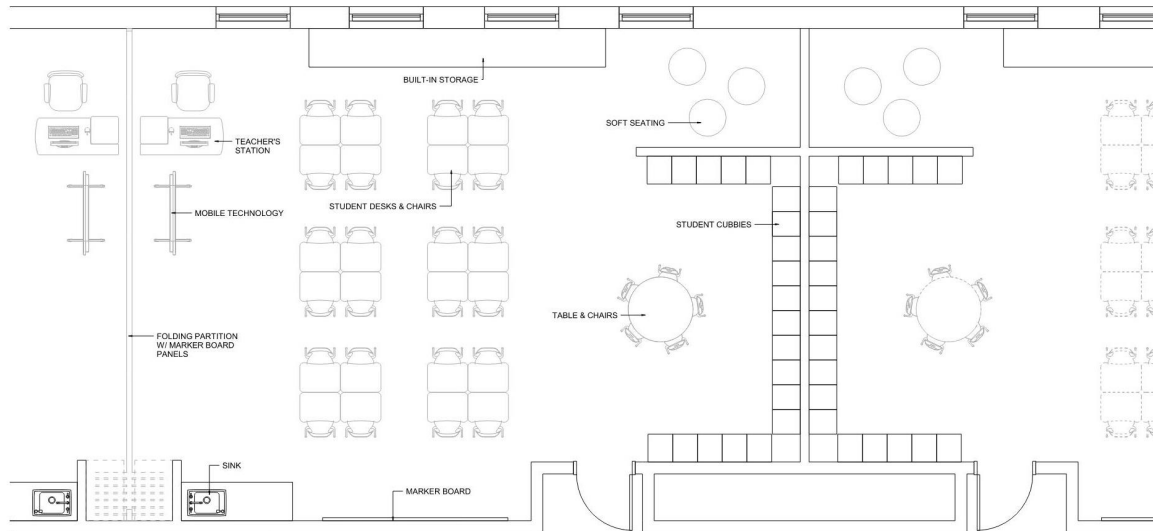 BUILT-IN STORAGE
SOFT SEATING
TEACHER'S
STATION
STUDENT DESKS & CHAIRS
MOBILE TECHNOLOGY
STUDENT CUBBIES
TABLE & CHAIRS
FOLDING PARTITION
W/ MARKER BOARD
PANELS
SINK
MARKER BOARD